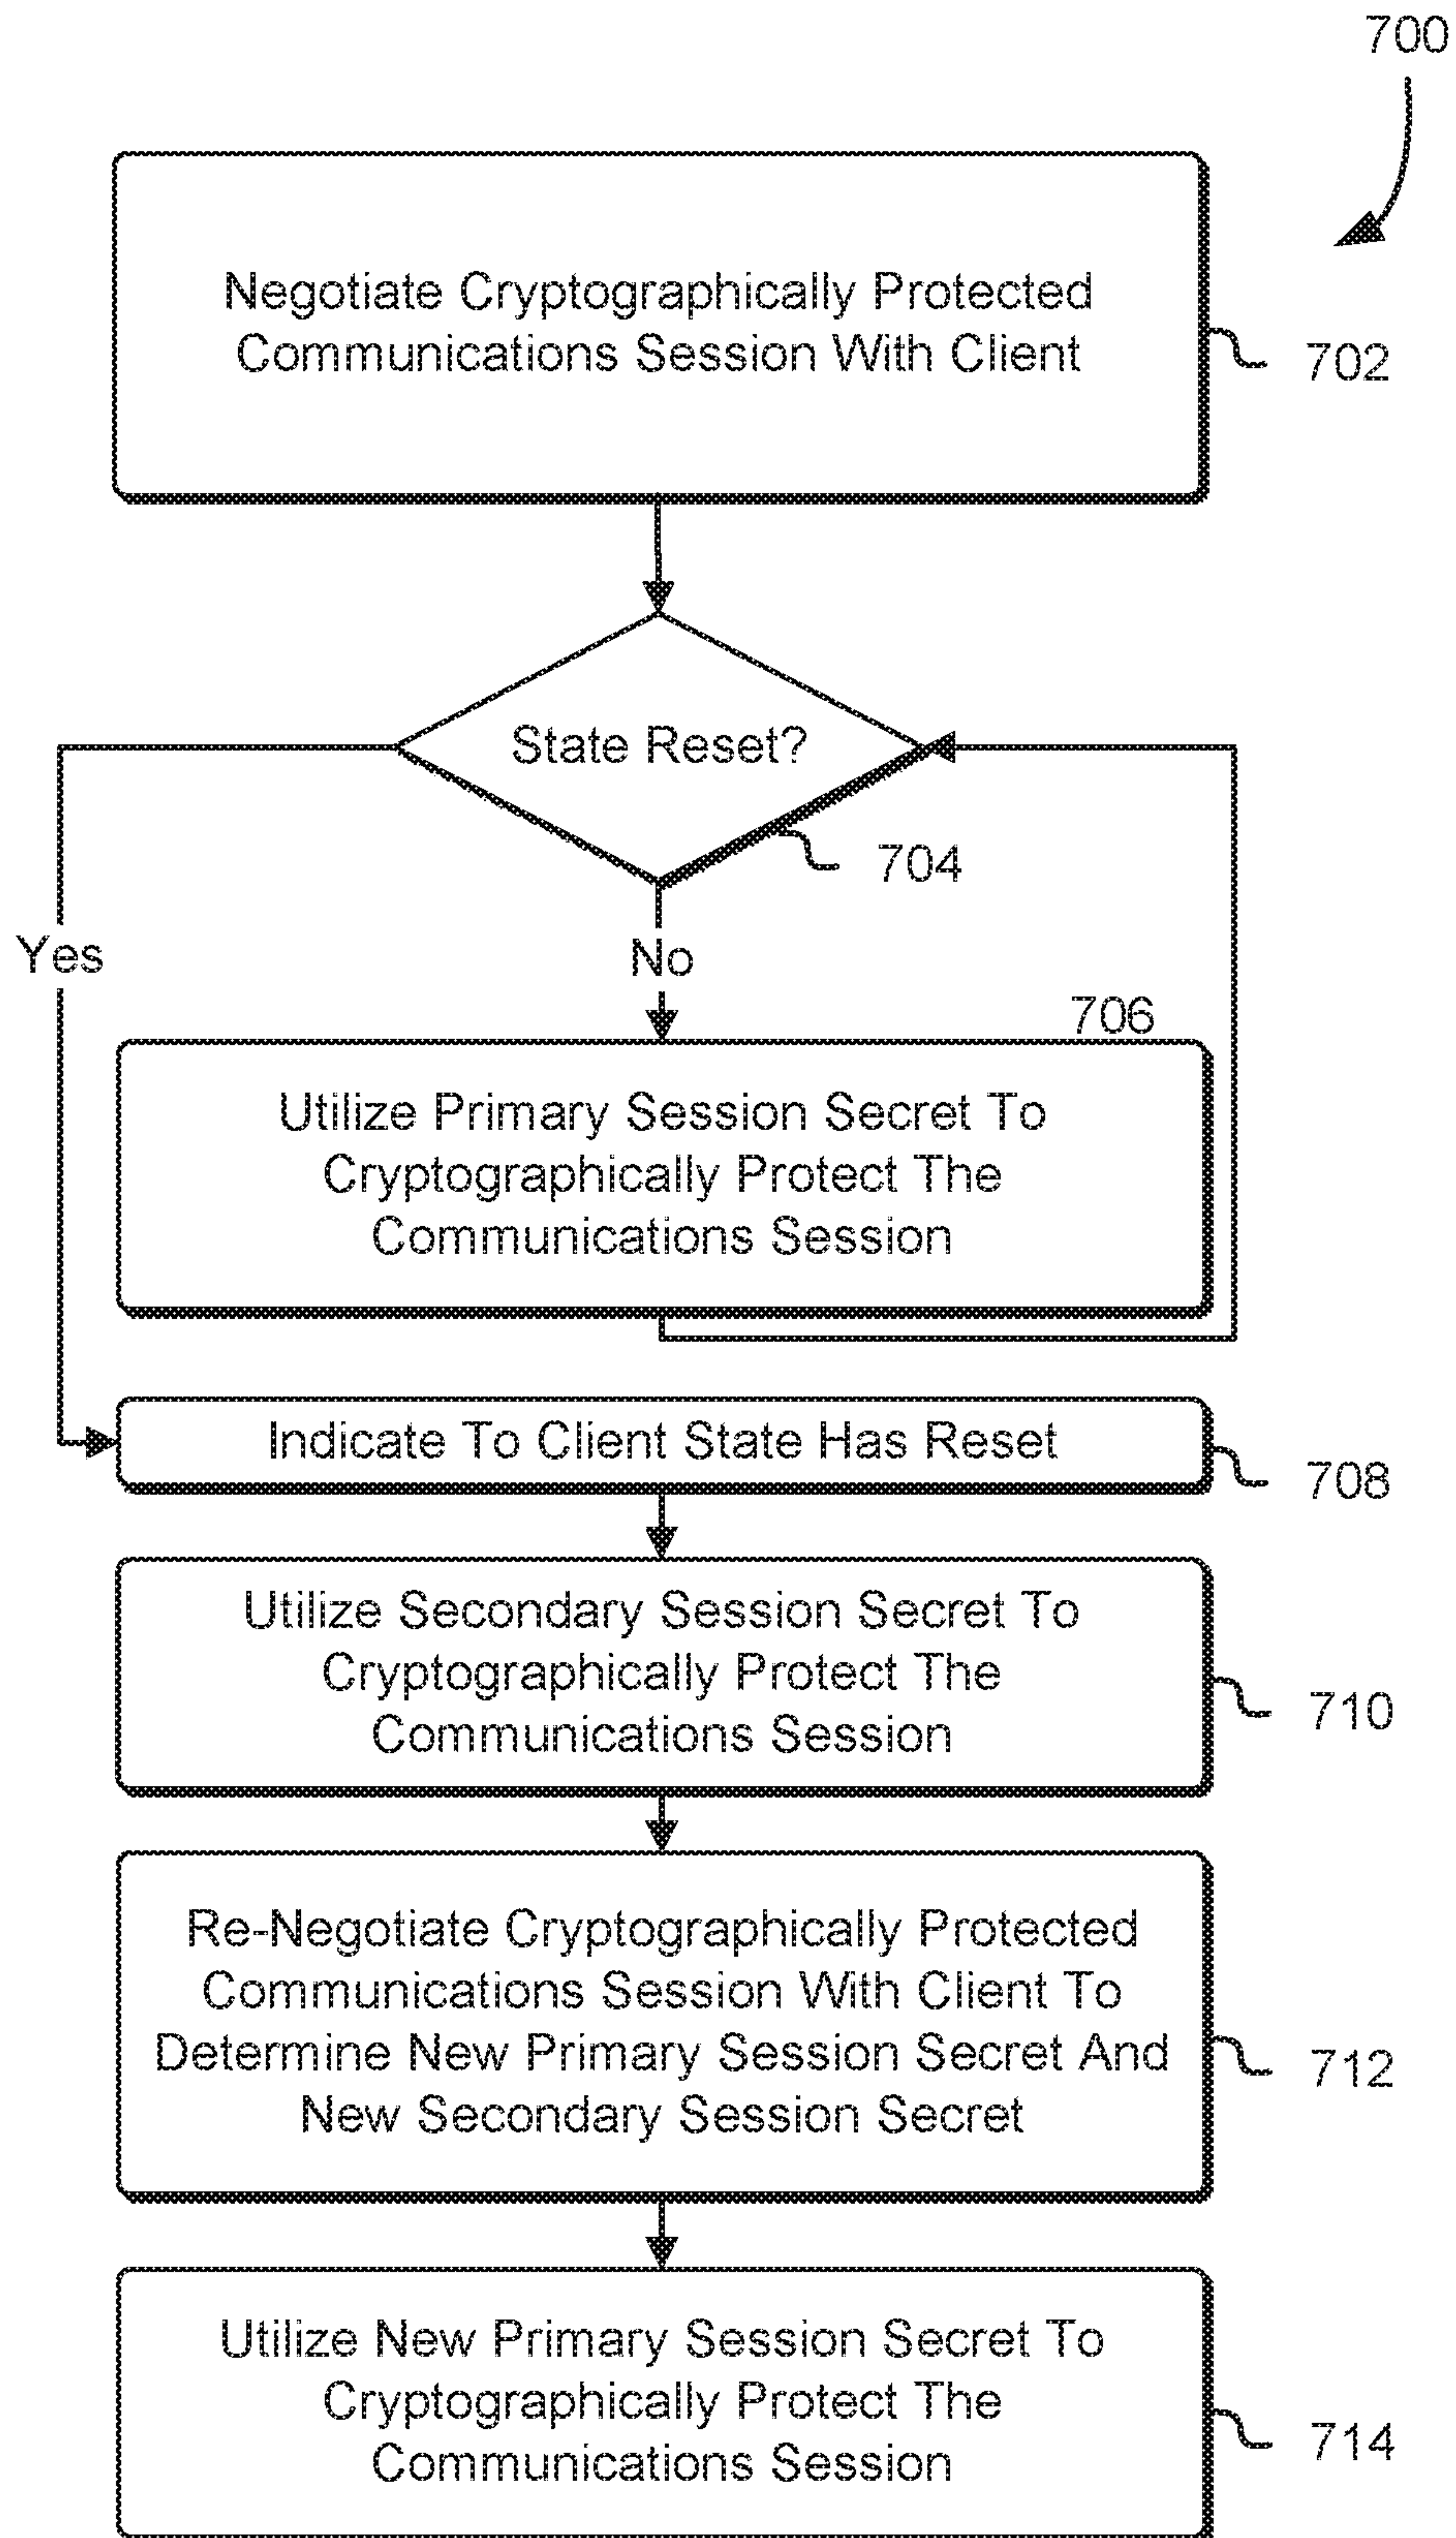 700
Negotiate Cryptographically Protected
Communications Session With Client
702
State Reset?
704
Yes
No
706
Utilize Primary Session Secret To
Cryptographically Protect The
Communications Session
Indicate To Client State Has Reset
708
Utilize Secondary Session Secret To
Cryptographically Protect The
Communications Session
710
Re-Negotiate Cryptographically Protected
Communications Session With Client To
Determine New Primary Session Secret And
New Secondary Session Secret
712
Utilize New Primary Session Secret To
Cryptographically Protect The
Communications Session
714